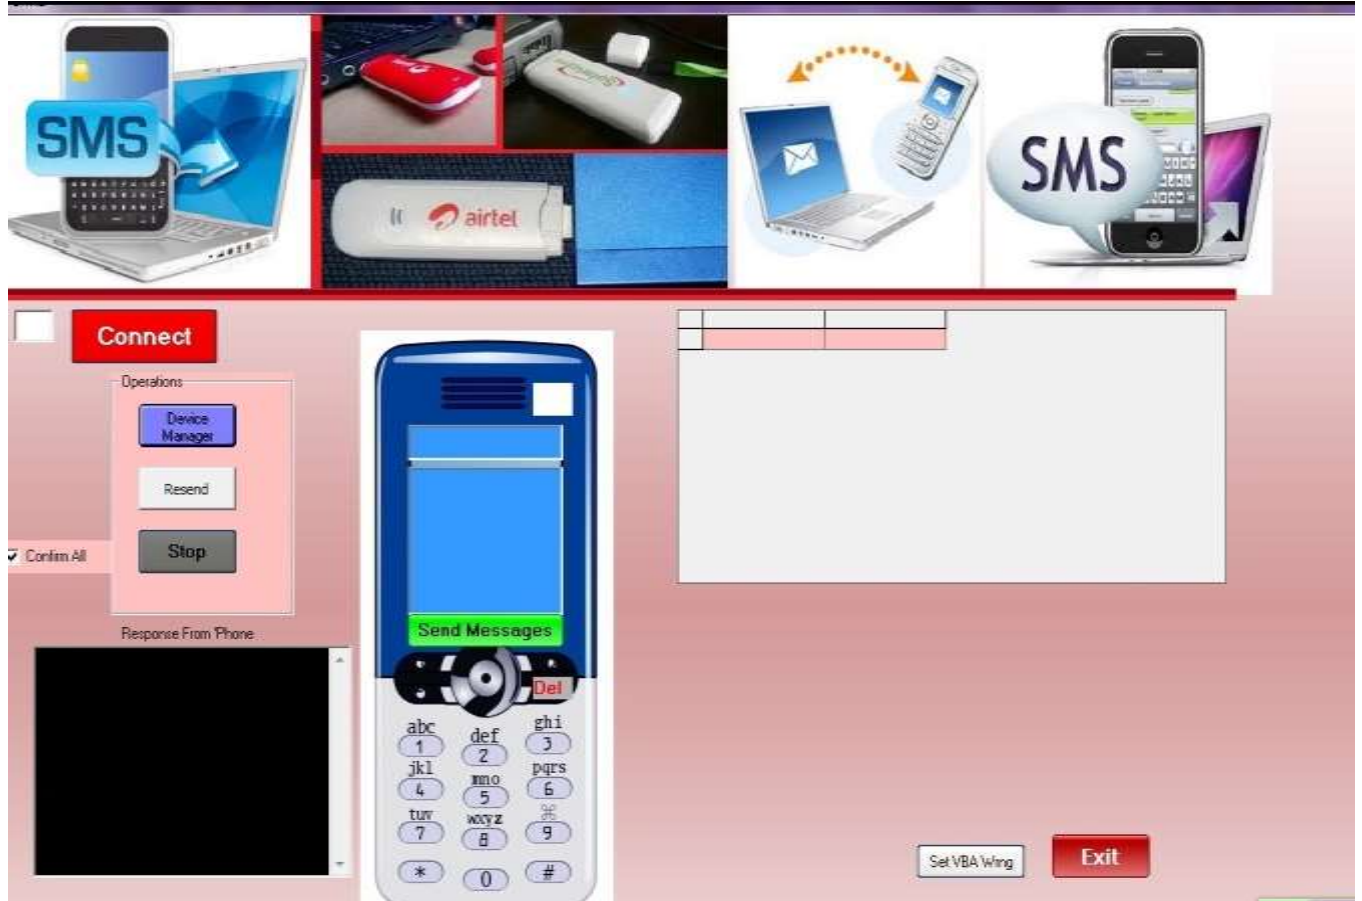 SMS
airtel
SMS
Connect
Operations
Device
Manager
Resend
Stop
Confirm All
Response From 'Phone
Send Messages
Del
abc
def
ghi
1
2
3
jkl
mno
pqrs
4
5
6
tuv
wxyz
⌘
7
8
9
*
0
#
Set VBA Wmg
Exit